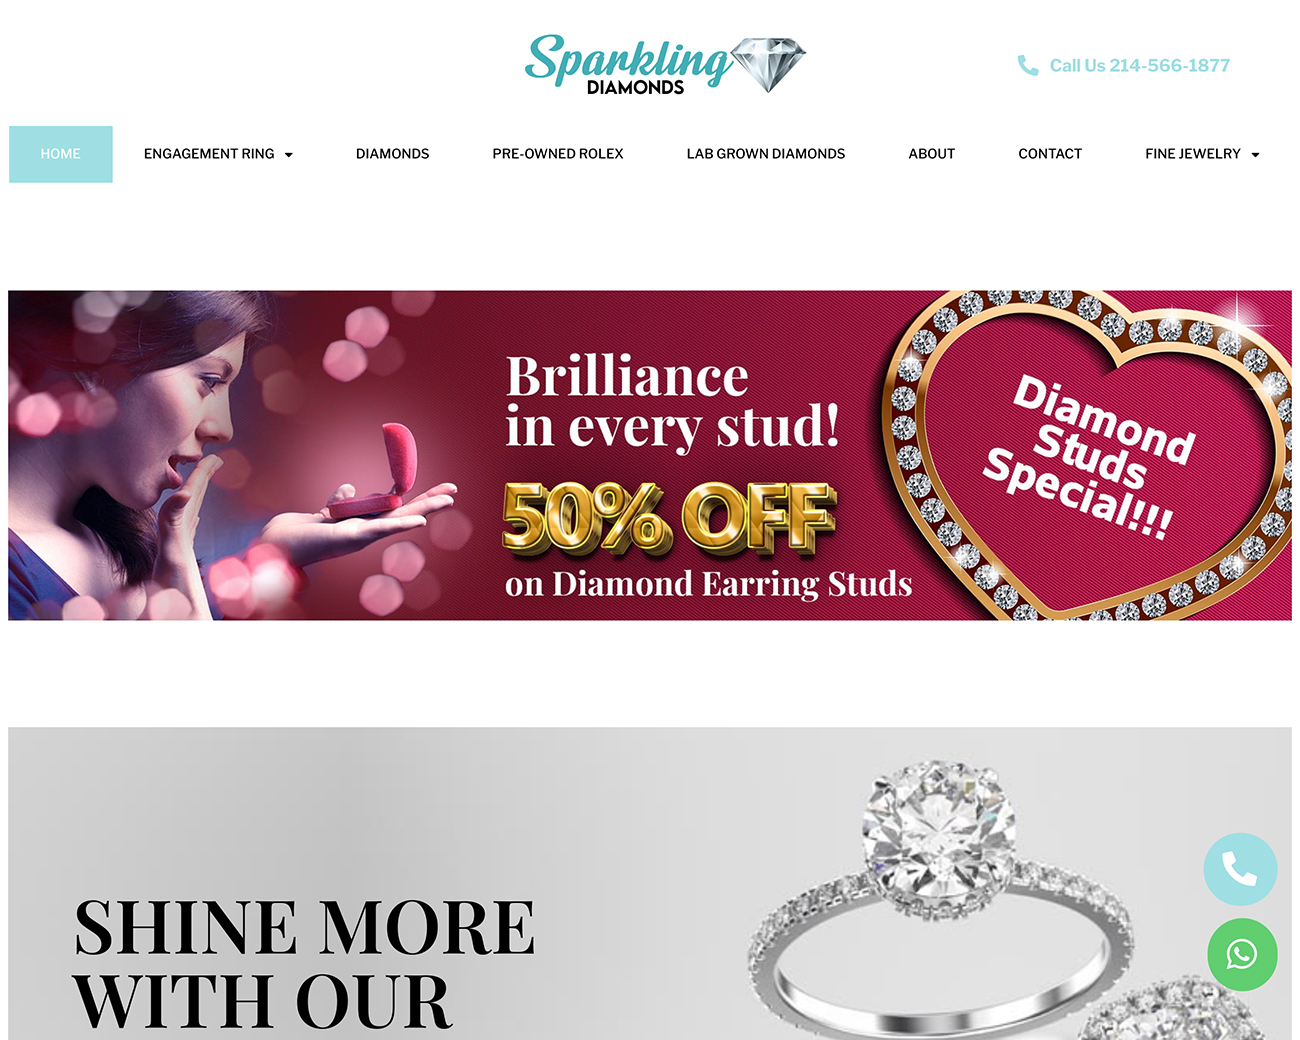 Sparkling
DIAMONDS
Call Us 214-566-1877
HOME
ENGAGEMENT RING
DIAMONDS
PRE-OWNED ROLEX
LAB GROWN DIAMONDS
ABOUT
CONTACT
FINE JEWELRY
Brilliance
in every stud!
50% OFF
on Diamond Earring Studs
Diamond
Studs
Special!!!
SHINE MORE
WITH OUR